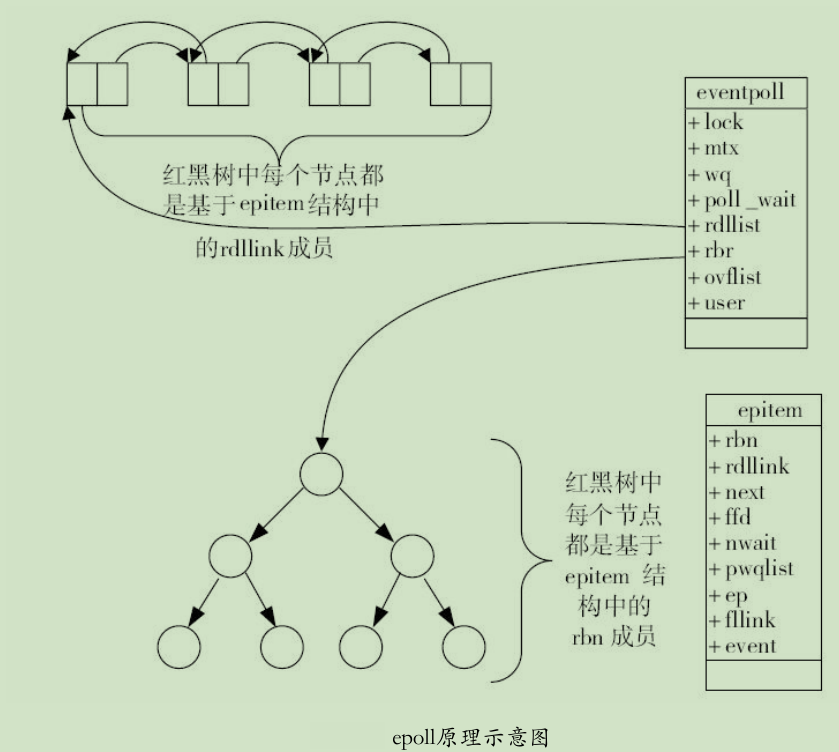 红黑树中每个节点都
是基于epitem结构中
的rdllink成员
eventpoll
+lock
+mtx
+wq
+poll_wait
+rdllist
+rbr
+ovflist
+user
红黑树中
每个节点
都是基于
epitem 结
构中的
rbn 成员
epitem
+rbn
+rdllink
+next
+ffd
+nwait
+pwqlist
+ep
+fllink
+event
epoll原理示意图